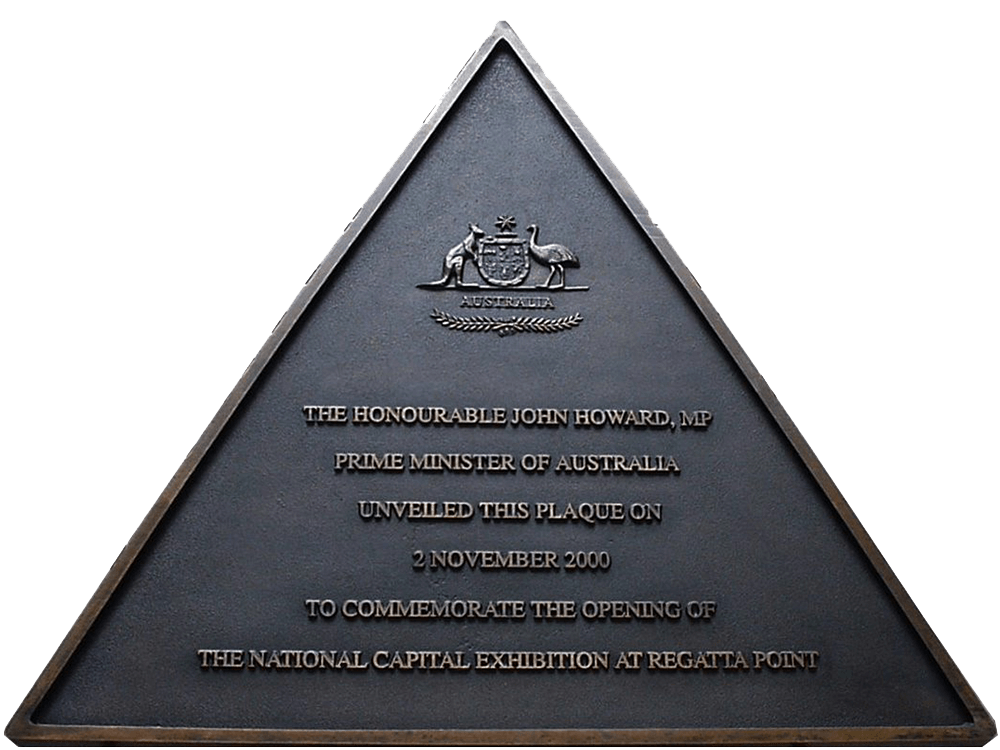 AUSTRALIA
THE HONOURABLE JOHN HOWARD, MP
PRIME MINISTER OF AUSTRALIA
UNVEILED THIS PLAQUE ON
2 NOVEMBER 2000
TO COMMEMORATE THE OPENING OF
THE NATIONAL CAPITAL EXHIBITION AT REGATTA POINT